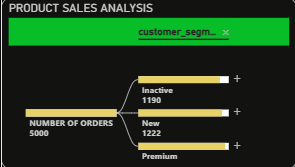 PRODUCT SALES ANALYSIS
customer_segm... ×
Inactive
1190
NUMBER OF ORDERS
5000
New
1222
Premium